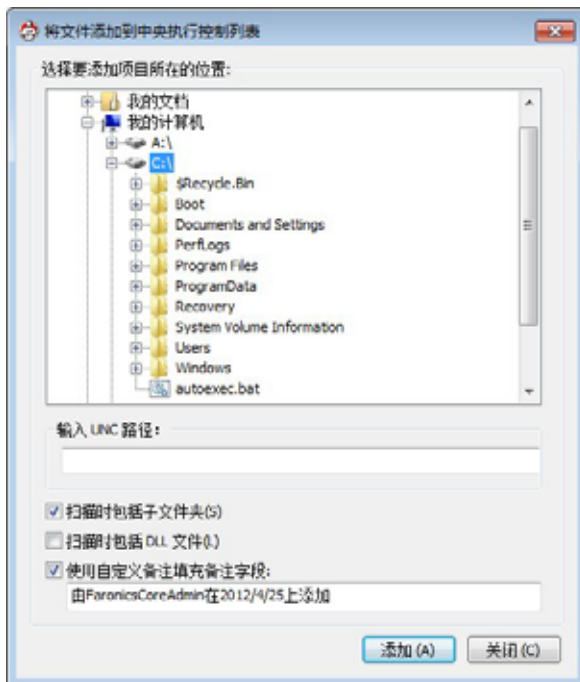 将文件添加到中央执行控制列表
选择要添加项目所在的位置:
我的文档
我的计算机
A:\
C:\
$Recycle.Bin
Boot
Documents and Settings
PerfLogs
Program Files
ProgramData
Recovery
System Volume Information
Users
Windows
autoexec.bat
输入 UNC 路径:
扫描时包括子文件夹(S)
扫描时包括 DLL 文件(L)
使用自定义备注填充备注字段:
由FaronicsCoreAdmin在2012/4/25上添加
添加(A) 关闭(C)